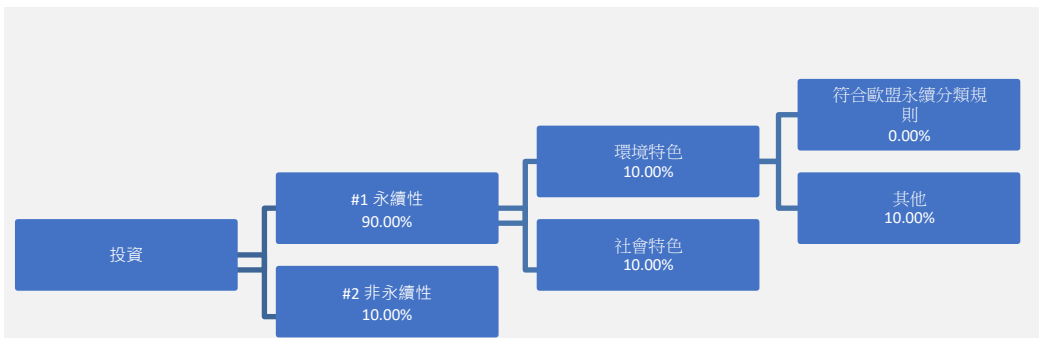 投資
#1 永續性
90.00%
#2 非永續性
10.00%
環境特色
10.00%
社會特色
10.00%
符合歐盟永續分類規
則
0.00%
其他
10.00%